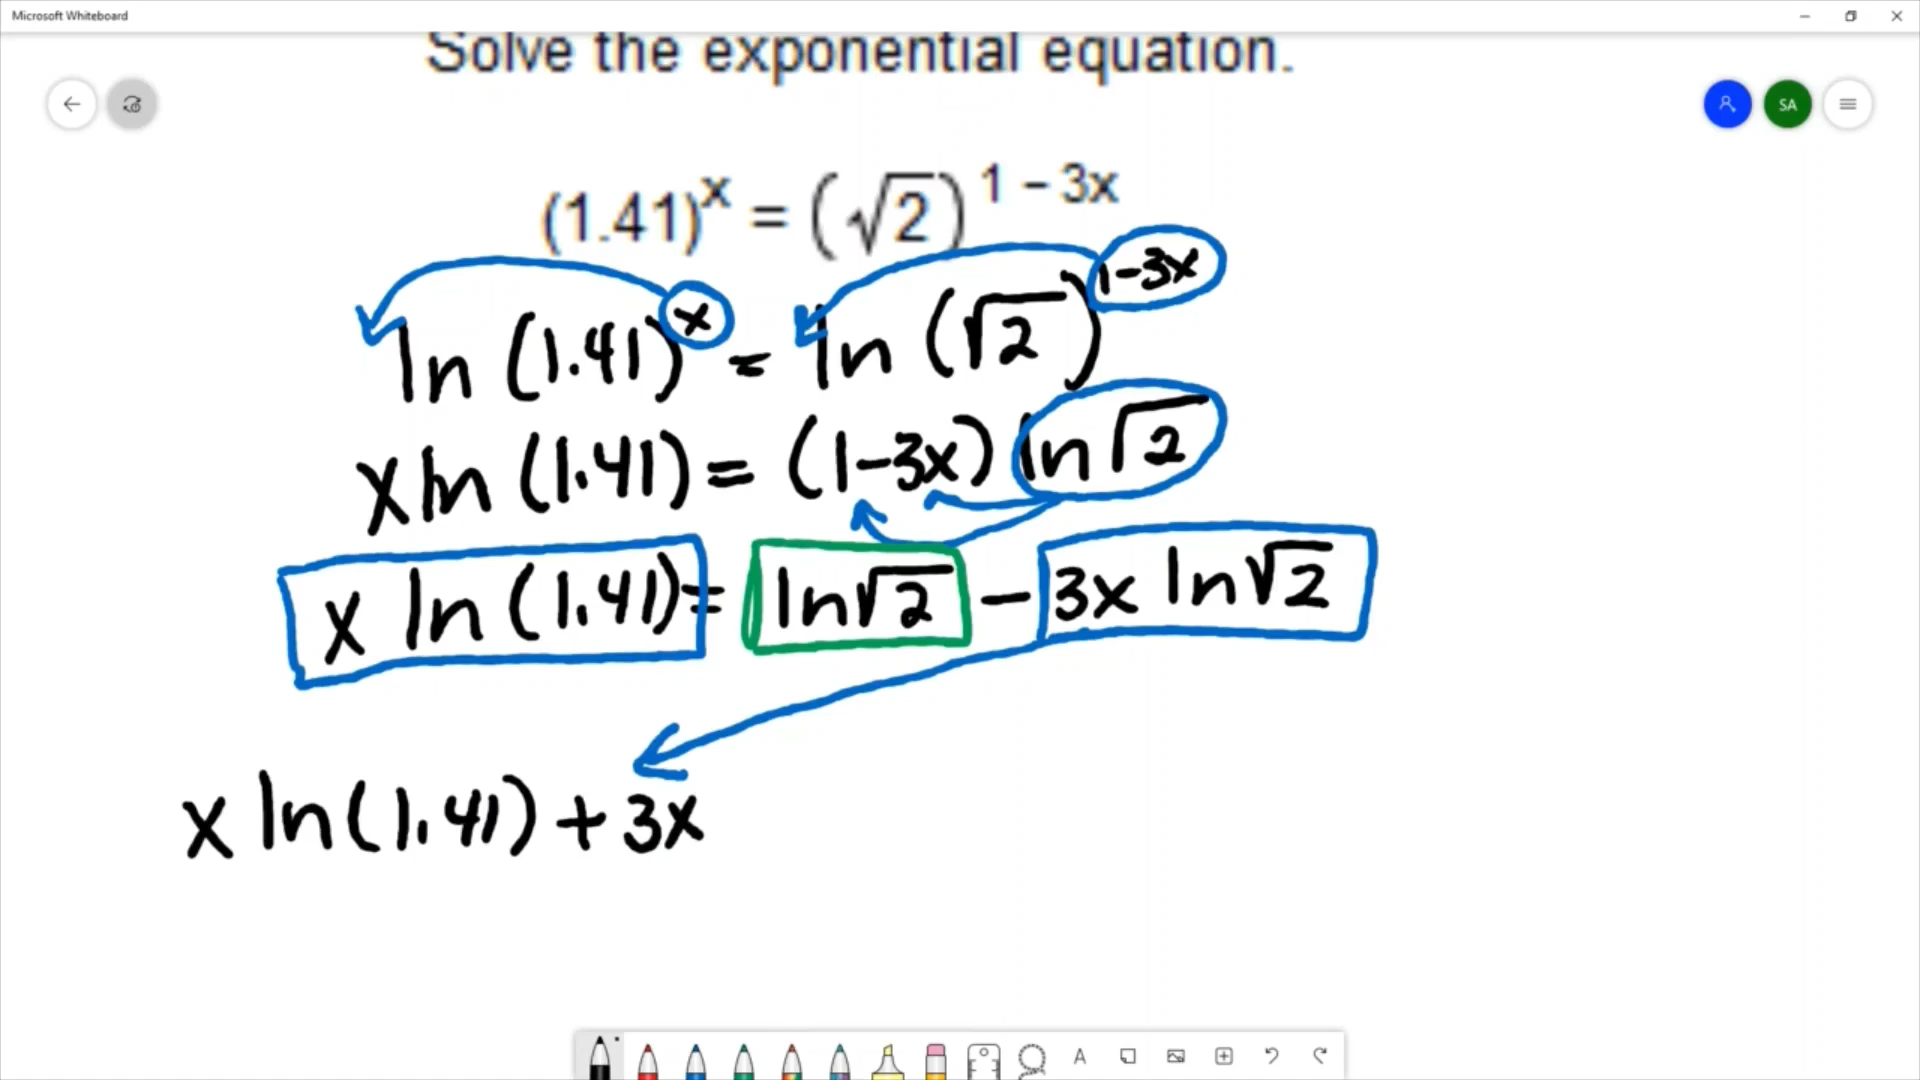 Microsoft Whiteboard
Solve the exponential equation.
SA
(1.41)^x = (√2)^1 − 3x
ln (1.41)^x = ln (√2)^1−3x
x ln (1.41) = (1−3x) ln √2
x ln (1.41) = ln √2 − 3x ln √2
x ln (1.41) + 3x
A